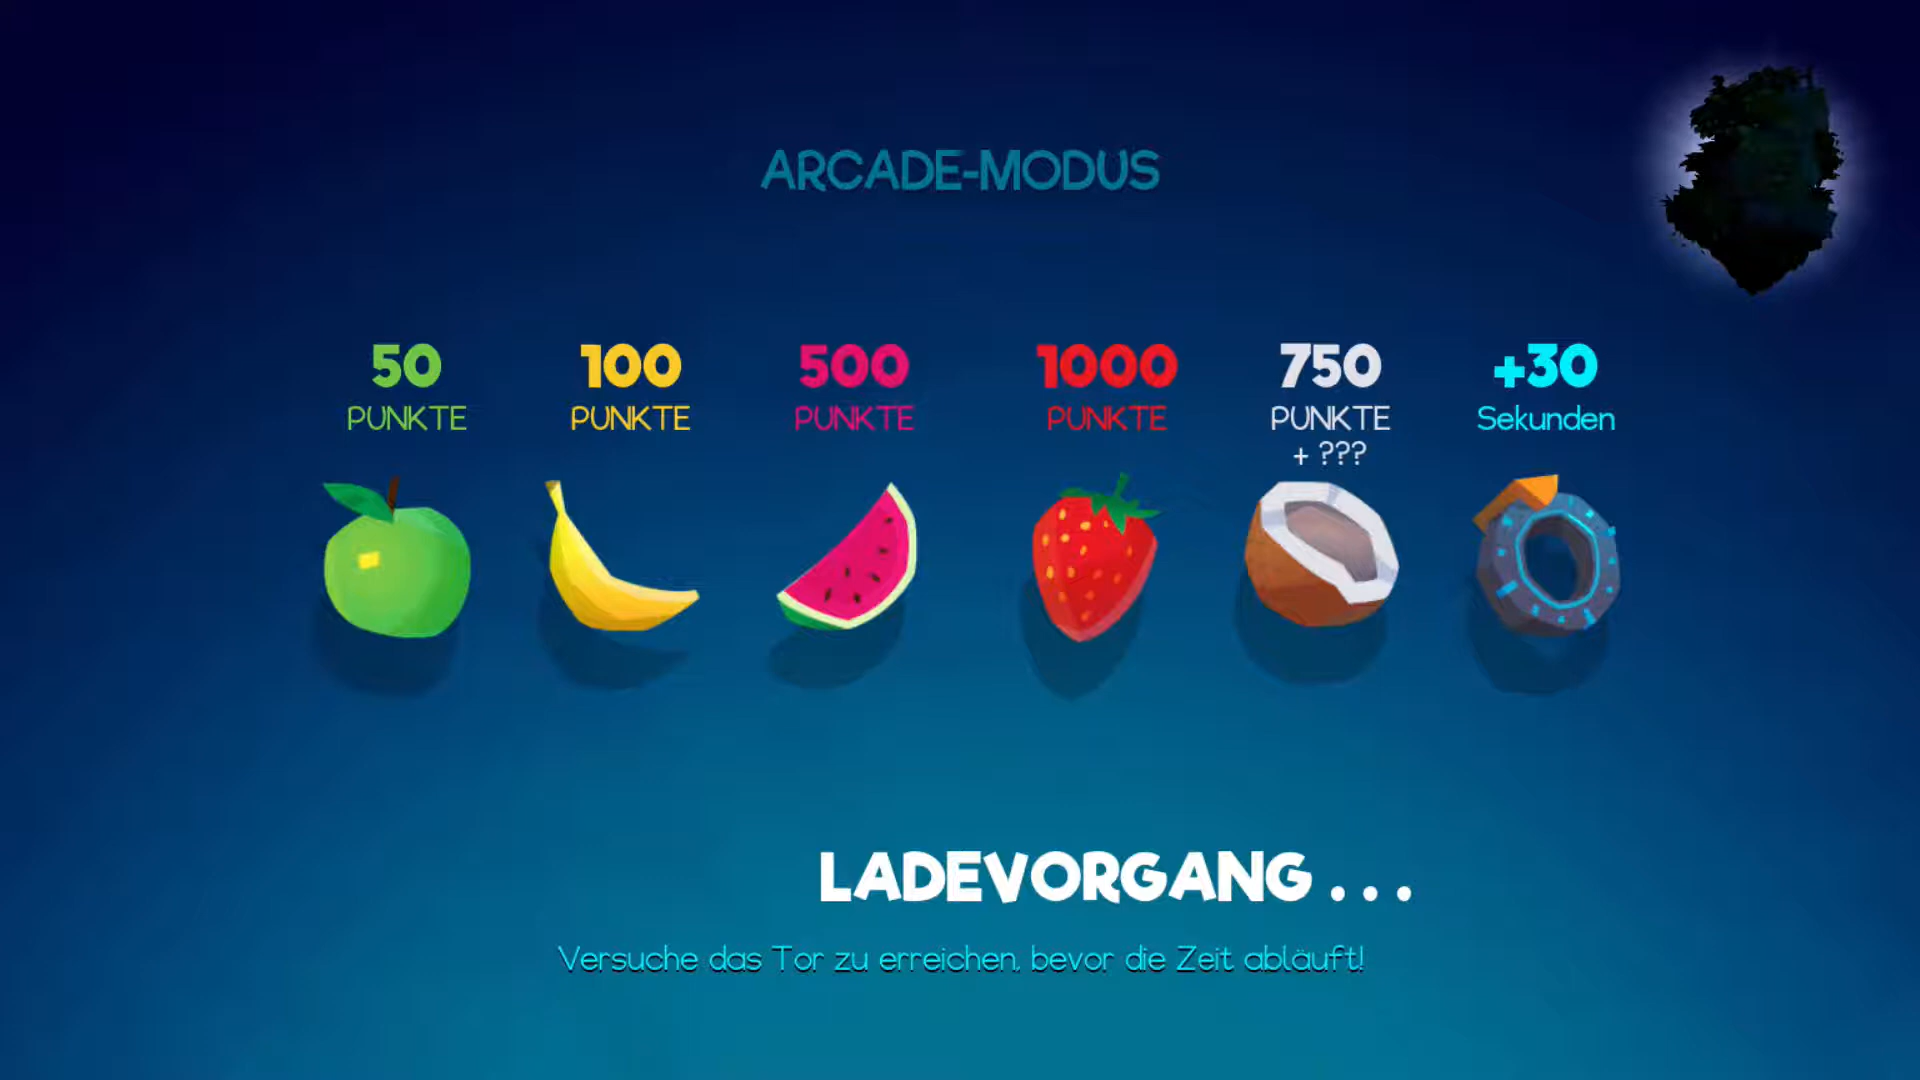 ARCADE-MODUS
50
PUNKTE
100
PUNKTE
500
PUNKTE
1000
PUNKTE
750
PUNKTE
+ ???
+30
Sekunden
LADEVORGANG . . .
Versuche das Tor zu erreichen, bevor die Zeit abläuft!